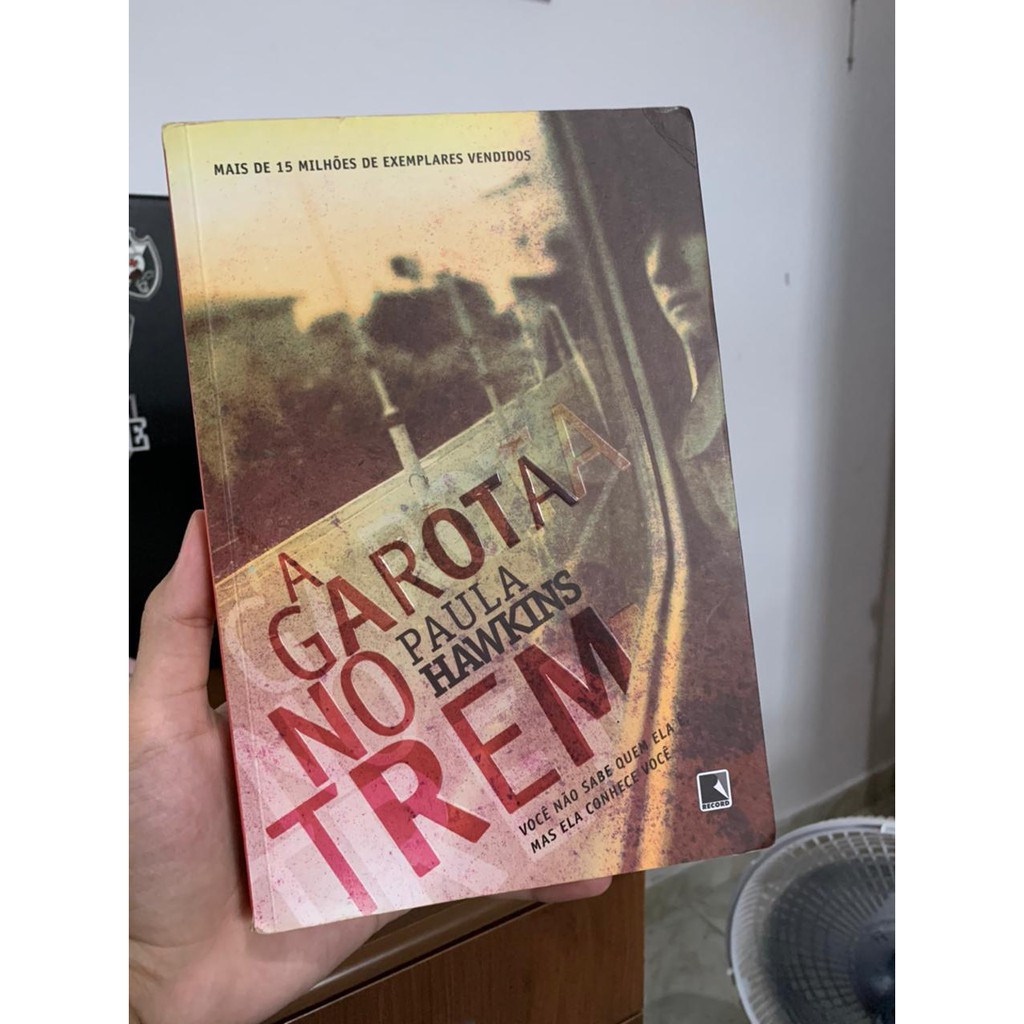 MAIS DE 15 MILHÕES DE EXEMPLARES VENDIDOS
A
GAROTA
PAULA
HAWKINS
NO
TREM
VOCÊ NÃO SABE QUEM ELA É.
MAS ELA CONHECE VOCÊ.
RECORD